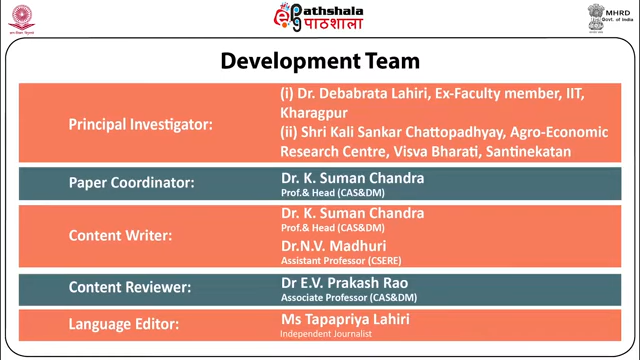 ePathshala
पाठशाला
MHRD
Govt. of India
Development Team
Principal Investigator:
(i) Dr. Debabrata Lahiri, Ex-Faculty member, IIT,
Kharagpur
(ii) Shri Kali Sankar Chattopadhyay, Agro-Economic
Research Centre, Visva Bharati, Santinekatan
Paper Coordinator:
Dr. K. Suman Chandra
Prof.& Head (CAS&DM)
Content Writer:
Dr. K. Suman Chandra
Prof.& Head (CAS&DM)
Dr.N.V. Madhuri
Assistant Professor (CSERE)
Content Reviewer:
Dr E.V. Prakash Rao
Associate Professor (CAS&DM)
Language Editor:
Ms Tapapriya Lahiri
Independent Journalist